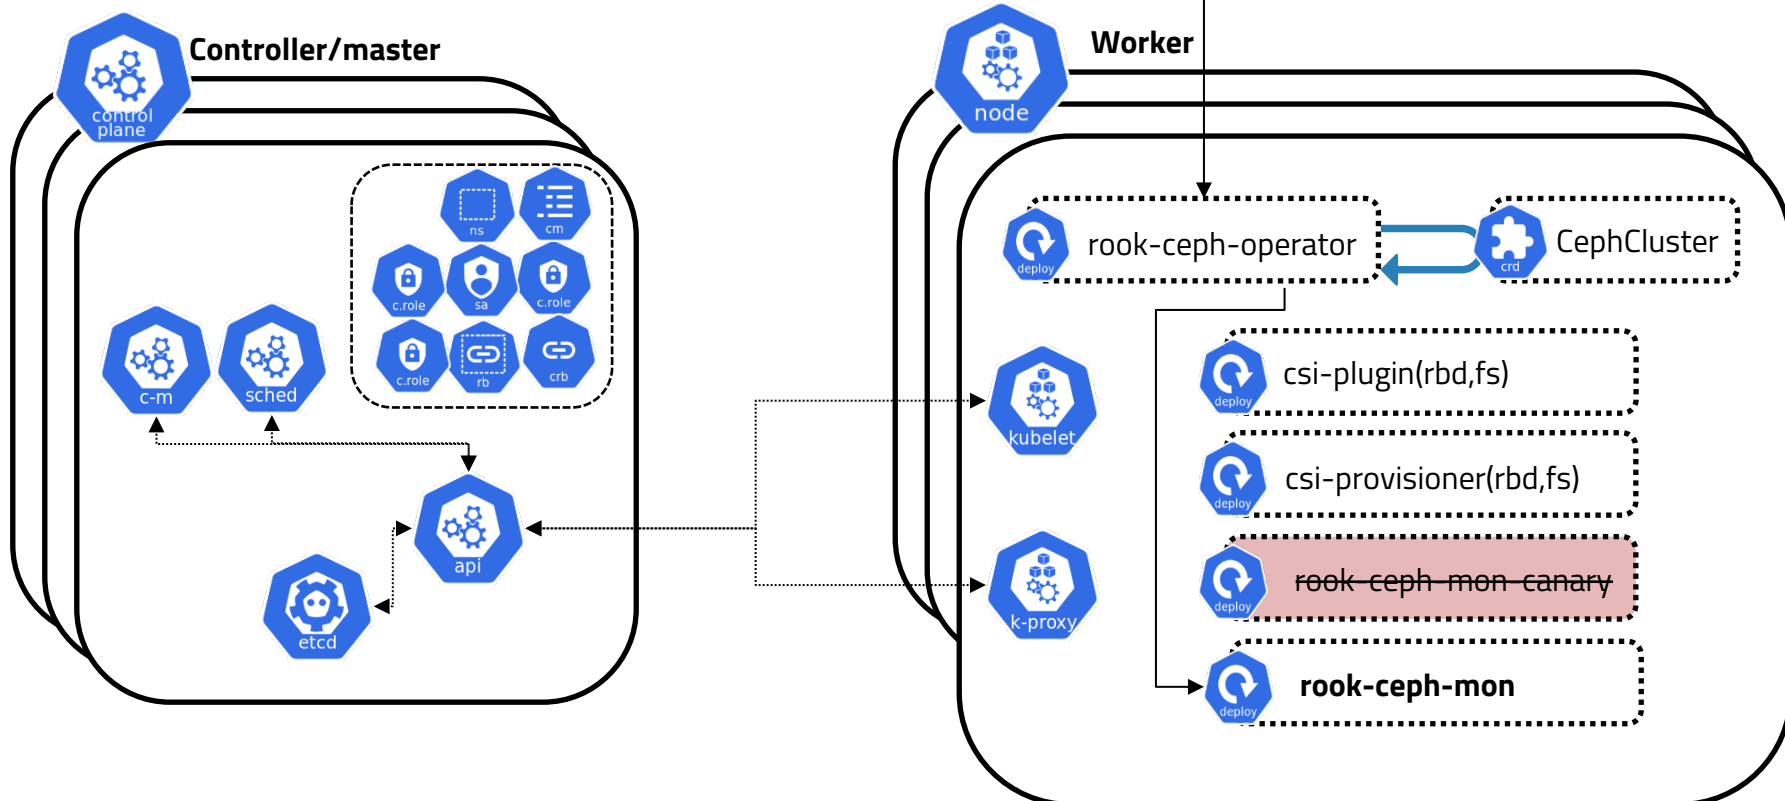 Controller/master
control
plane
ns
cm
c.role
sa
c.role
c.role
rb
crb
c-m
sched
api
etcd
Worker
node
deploy
rook-ceph-operator
crd
CephCluster
kubelet
k-proxy
deploy
csi-plugin(rbd,fs)
deploy
csi-provisioner(rbd,fs)
deploy
rook-ceph-mon-canary
deploy
rook-ceph-mon